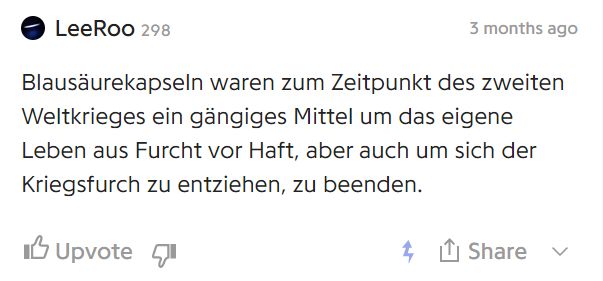 LeeRoo 298 3 months ago
Blausäurekapseln waren zum Zeitpunkt des zweiten
Weltkrieges ein gängiges Mittel um das eigene
Leben aus Furcht vor Haft, aber auch um sich der
Kriegsfurch zu entziehen, zu beenden.
Upvote Share